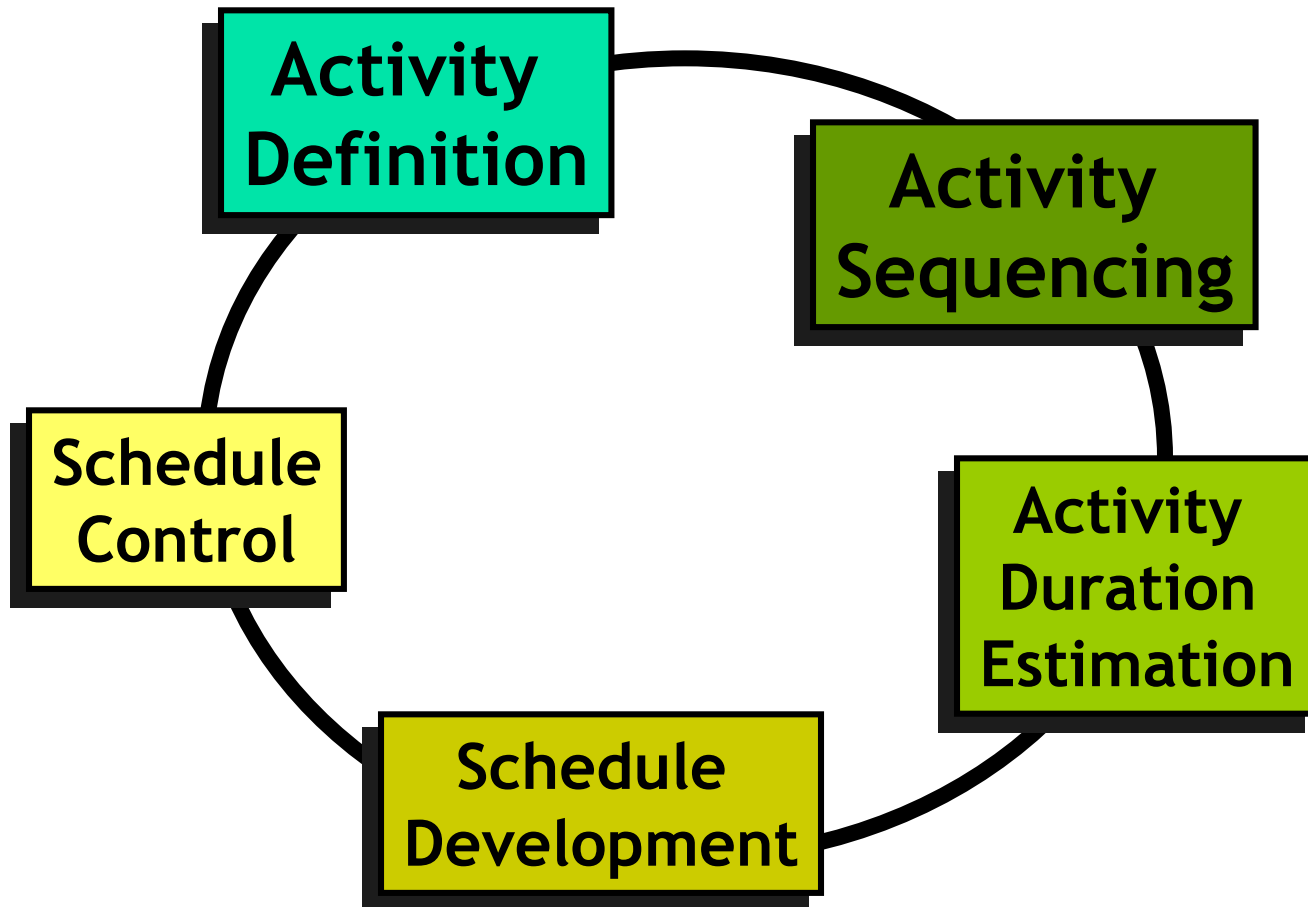 Activity
Definition
Activity
Sequencing
Activity
Duration
Estimation
Schedule
Development
Schedule
Control